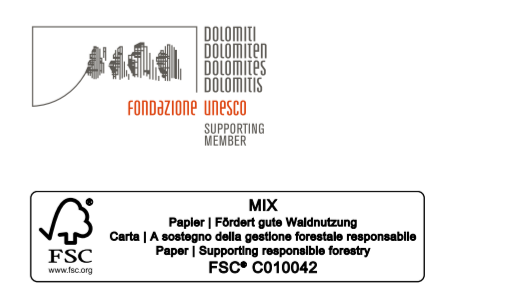 DOLOMITI
DOLOMITEN
DOLOMITES
DOLOMITIS
FONDAZIONE UNESCO
SUPPORTING
MEMBER
MIX
Papier | Fördert gute Waldnutzung
Carta | A sostegno della gestione forestale responsabile
Paper | Supporting responsible forestry
FSC® C010042
®
FSC
www.fsc.org